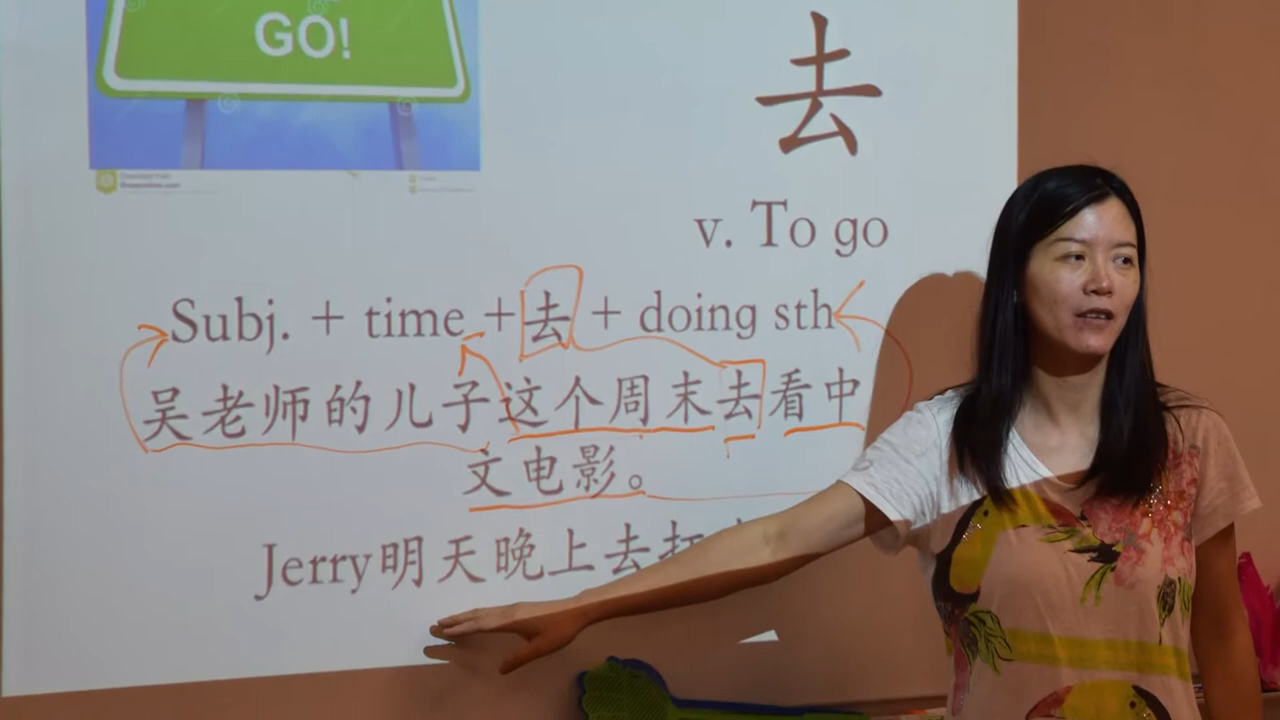 GO!
去
v. To go
Subj. + time + 去 + doing sth
吴老师的儿子这个周末去看中
文电影。
Jerry明天晚上去打